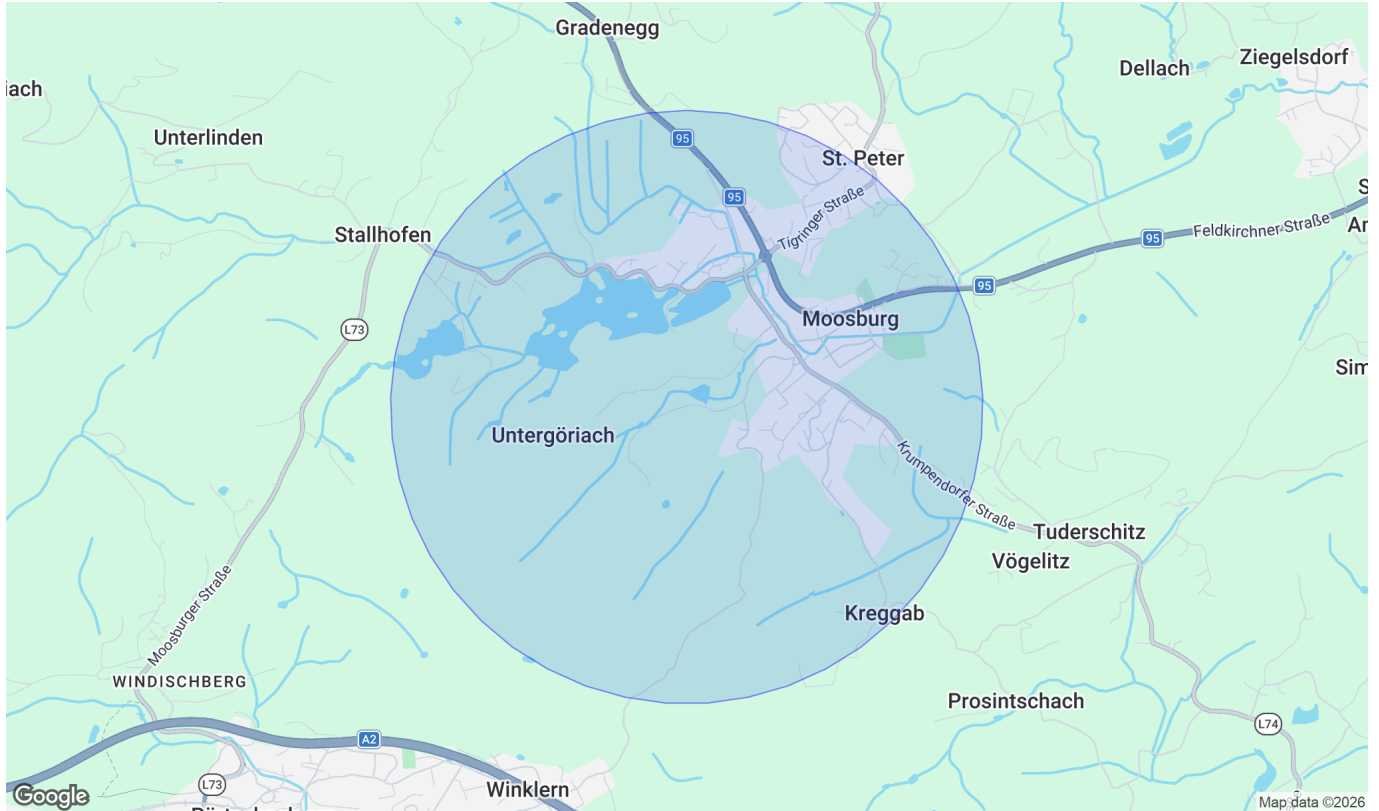 Gradenegg
Ziegelsdorf
Dellach
iach
Unterlinden
95
St. Peter
95
Tigringer Straße
Feldkirchner Straße
Stallhofen
95
95
Moosburg
L73
Sim
Untergöriach
Krumpendorfer Straße
Tuderschitz
Vögelitz
Moosburger Straße
Kreggab
WINDISCHBERG
Prosintschach
L74
A2
L73
Winklern
Google
Map data ©2026